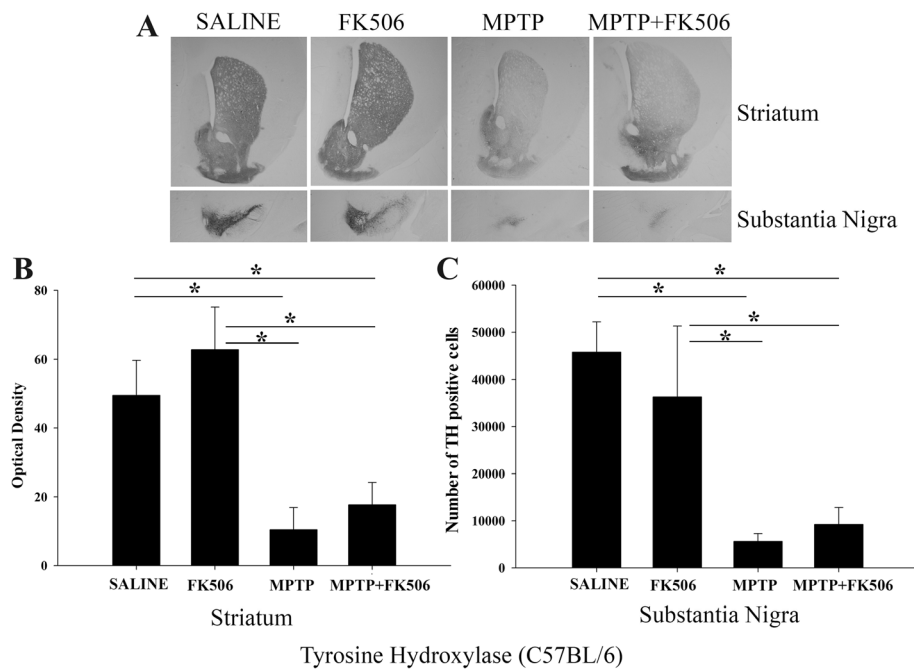 A
SALINE FK506 MPTP MPTP+FK506
Striatum
Substantia Nigra
B
* * * *
80
60
40
20
0
Optical Density
SALINE FK506 MPTP MPTP+FK506
Striatum
C
* * * *
60000
50000
40000
30000
20000
10000
0
Number of TH positive cells
SALINE FK506 MPTP MPTP+FK506
Substantia Nigra
Tyrosine Hydroxylase (C57BL/6)